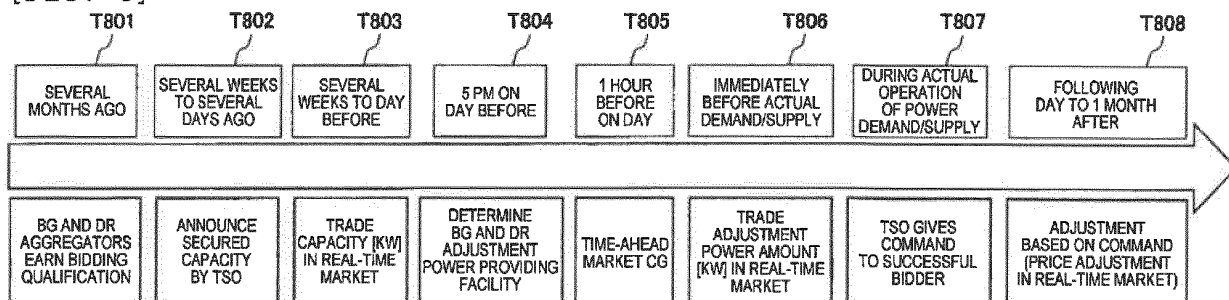 T801 T802 T803 T804 T805 T806 T807 T808
SEVERAL
MONTHS AGO
SEVERAL WEEKS
TO SEVERAL
DAYS AGO
SEVERAL
WEEKS TO DAY
BEFORE
5 PM ON
DAY BEFORE
1 HOUR
BEFORE
ON DAY
IMMEDIATELY
BEFORE ACTUAL
DEMAND/SUPPLY
DURING ACTUAL
OPERATION
OF POWER
DEMAND/SUPPLY
FOLLOWING
DAY TO 1 MONTH
AFTER
BG AND DR
AGGREGATORS
EARN BIDDING
QUALIFICATION
ANNOUNCE
SECURED
CAPACITY
BY TSO
TRADE
CAPACITY [KW]
IN REAL-TIME
MARKET
DETERMINE
BG AND DR
ADJUSTMENT
POWER PROVIDING
FACILITY
TIME-AHEAD
MARKET CG
TRADE
ADJUSTMENT
POWER AMOUNT
[KW] IN REAL-TIME
MARKET
TSO GIVES
COMMAND
TO SUCCESSFUL
BIDDER
ADJUSTMENT
BASED ON COMMAND
(PRICE ADJUSTMENT
IN REAL-TIME MARKET)